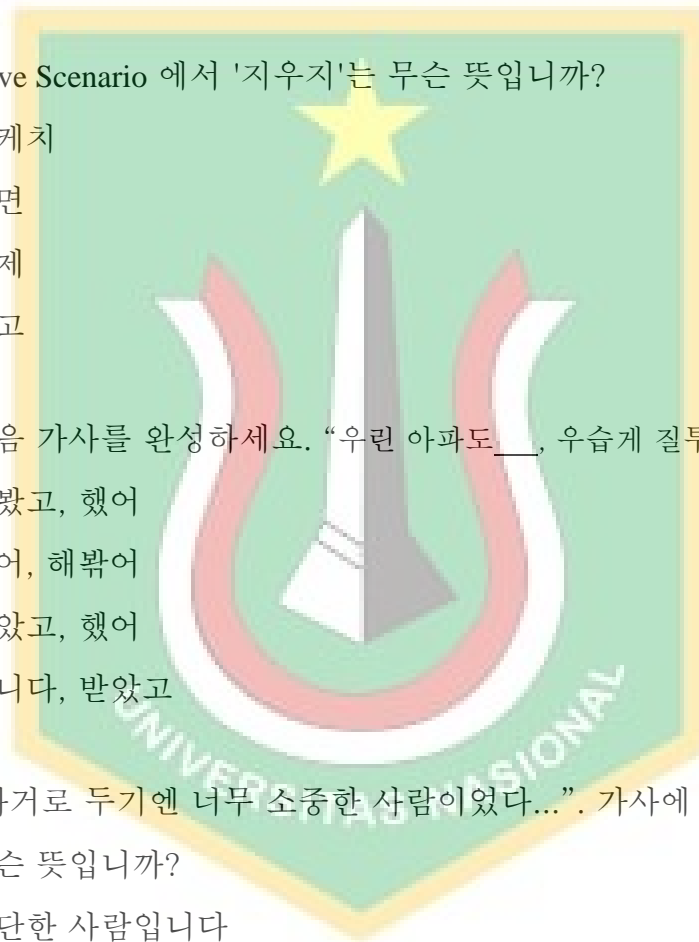 ve Scenario 에서 '지우지'는 무슨 뜻입니까?
케치
면
제
고
음 가사를 완성하세요. “우린 아파도___, 우습게 질투
봤고, 했어
어, 해봒어
았고, 했어
니다, 받았고
과거로 두기엔 너무 소중한 사람이었다...”. 가사에
슨 뜻입니까?
단한 사람입니다
UNIVERSITAS NASIONAL